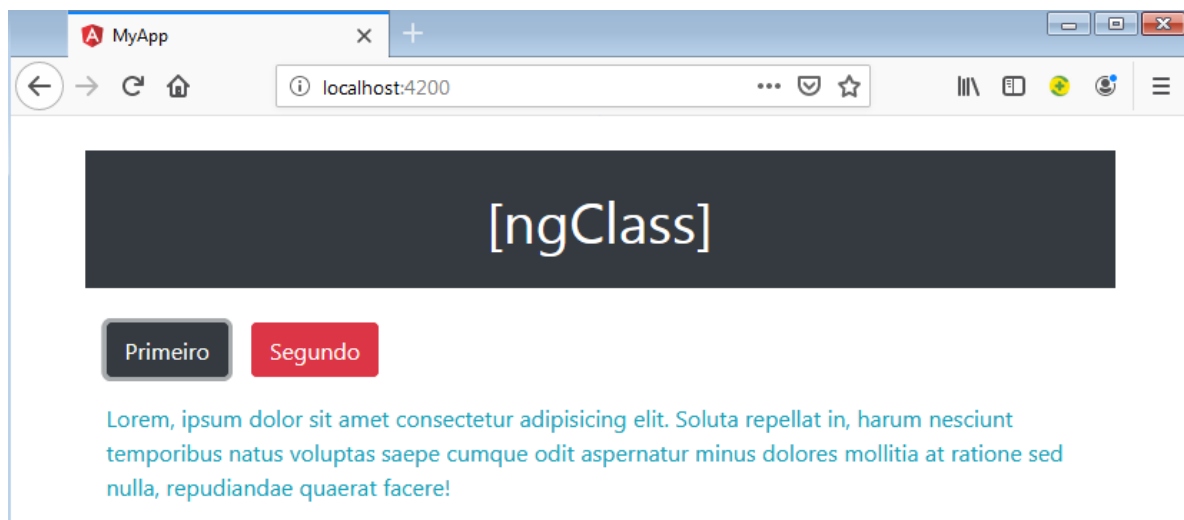 MyApp
localhost:4200
[ngClass]
Primeiro Segundo
Lorem, ipsum dolor sit amet consectetur adipisicing elit. Soluta repellat in, harum nesciunt
temporibus natus voluptas saepe cumque odit aspernatur minus dolores mollitia at ratione sed
nulla, repudiandae quaerat facere!